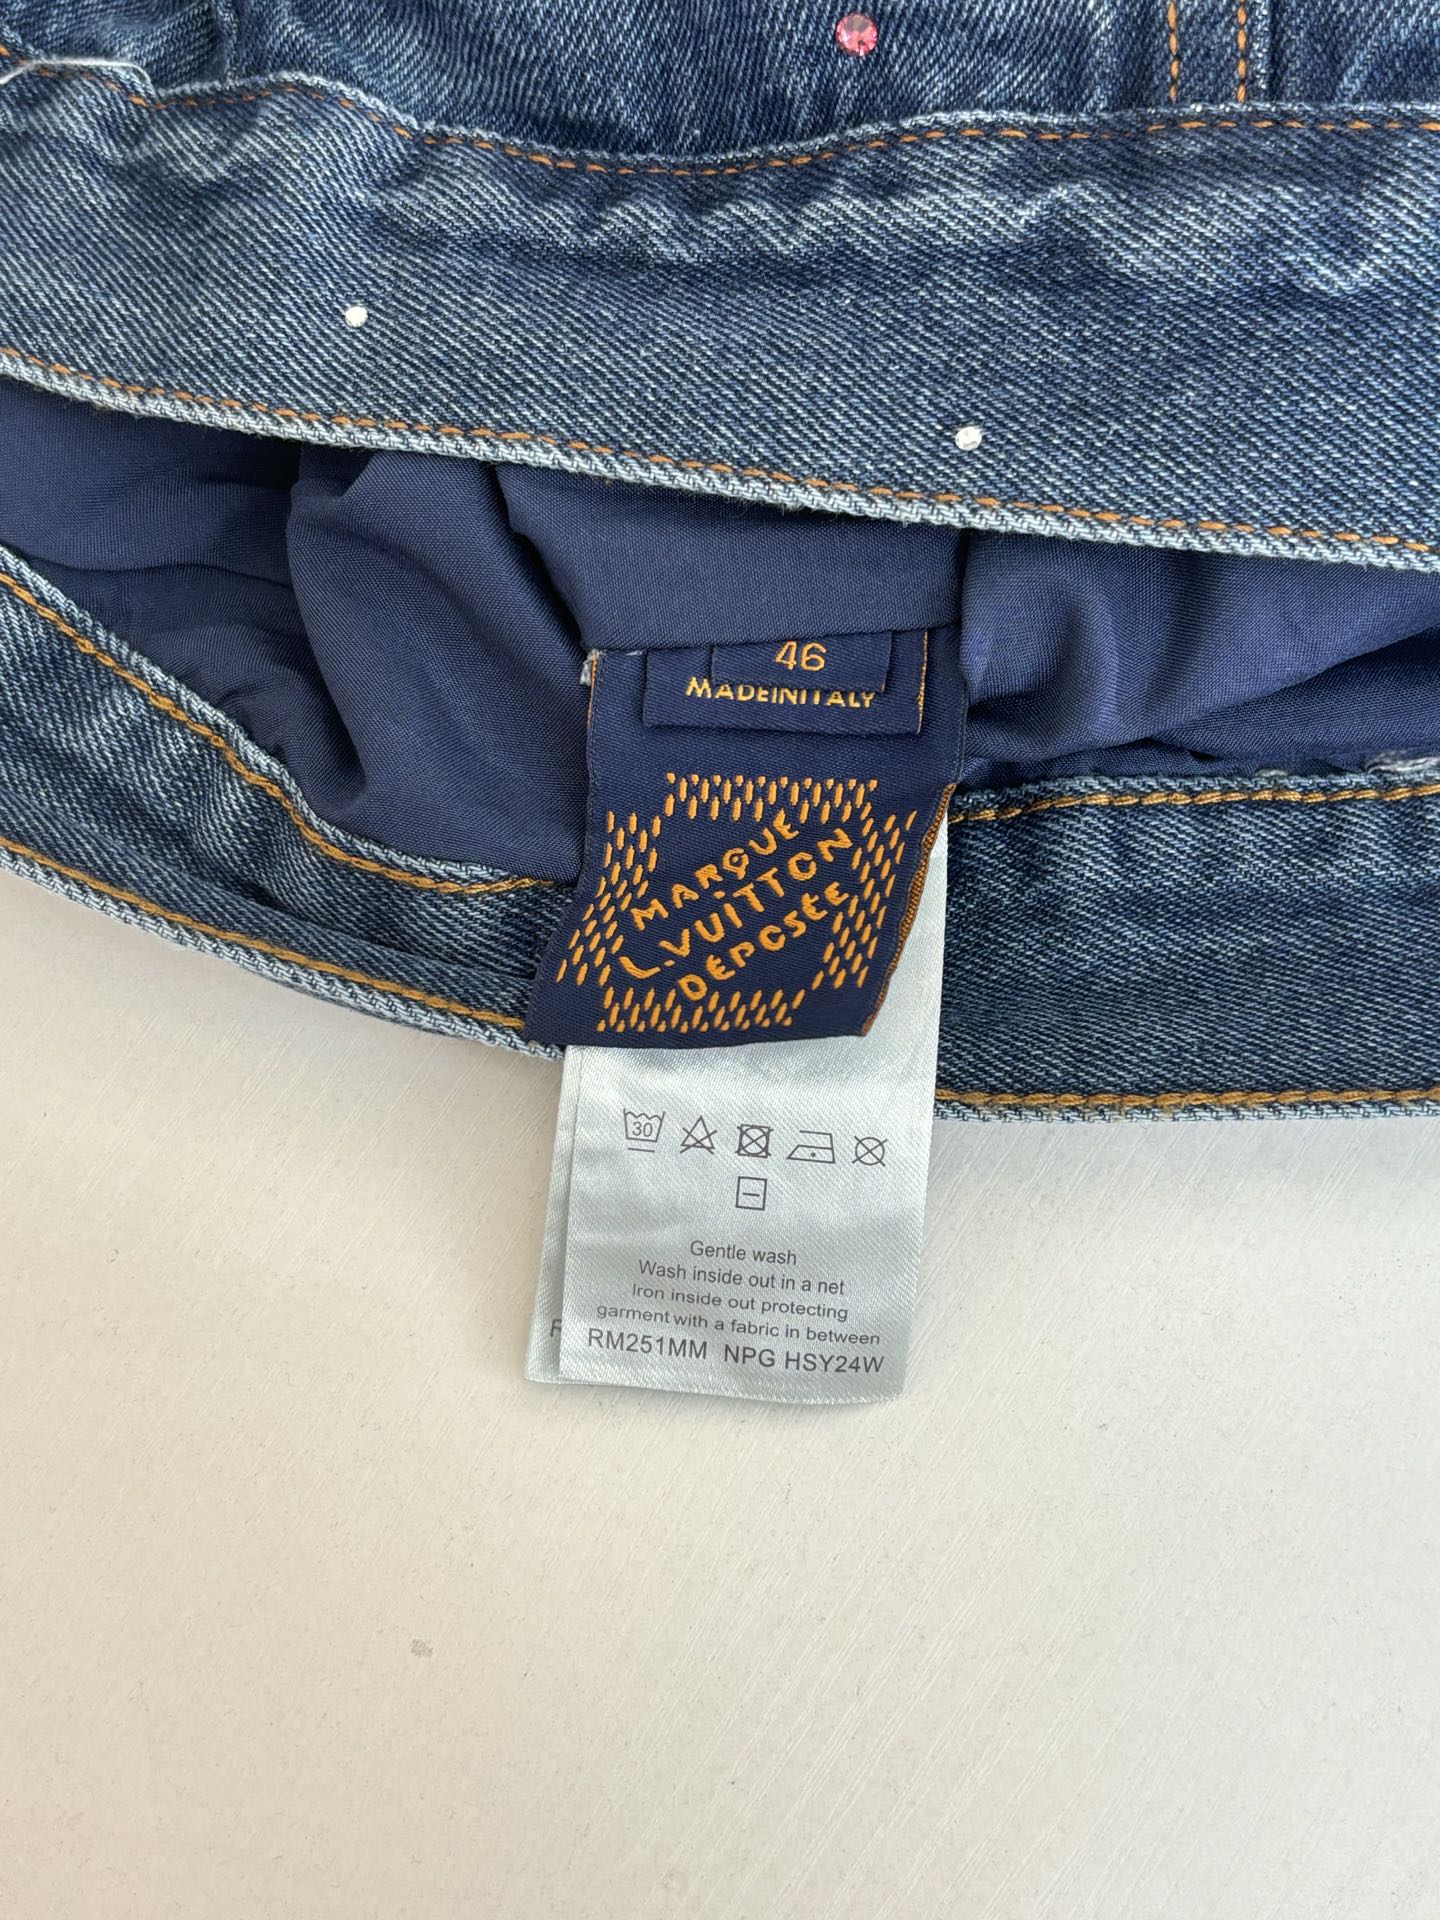 46
MADEINITALY
MARQUE
L.VUITTON
DÉPOSÉE
30
Gentle wash
Wash inside out in a net
Iron inside out protecting
garment with a fabric in between
F RM251MM NPG HSY24W